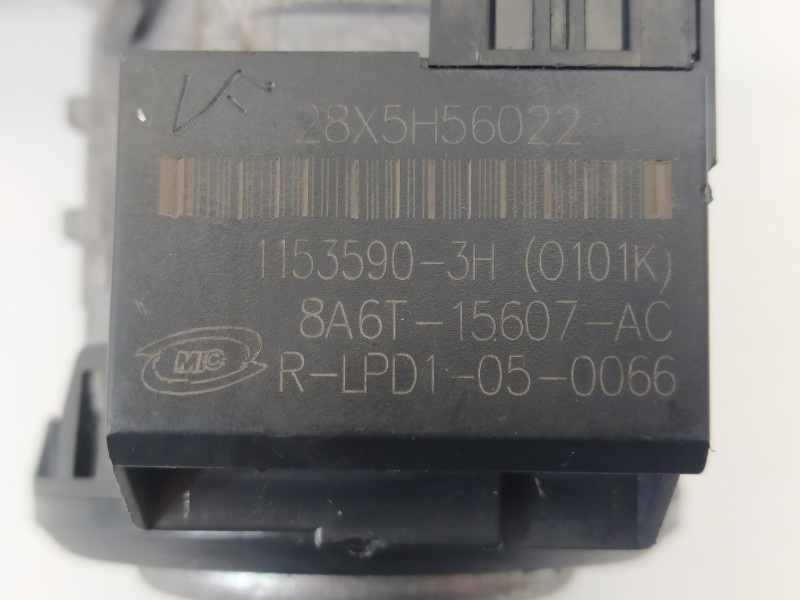 28X5H56022
1153590-3H (0101K)
8A6T-15607-AC
MIC R-LPD1-05-0066